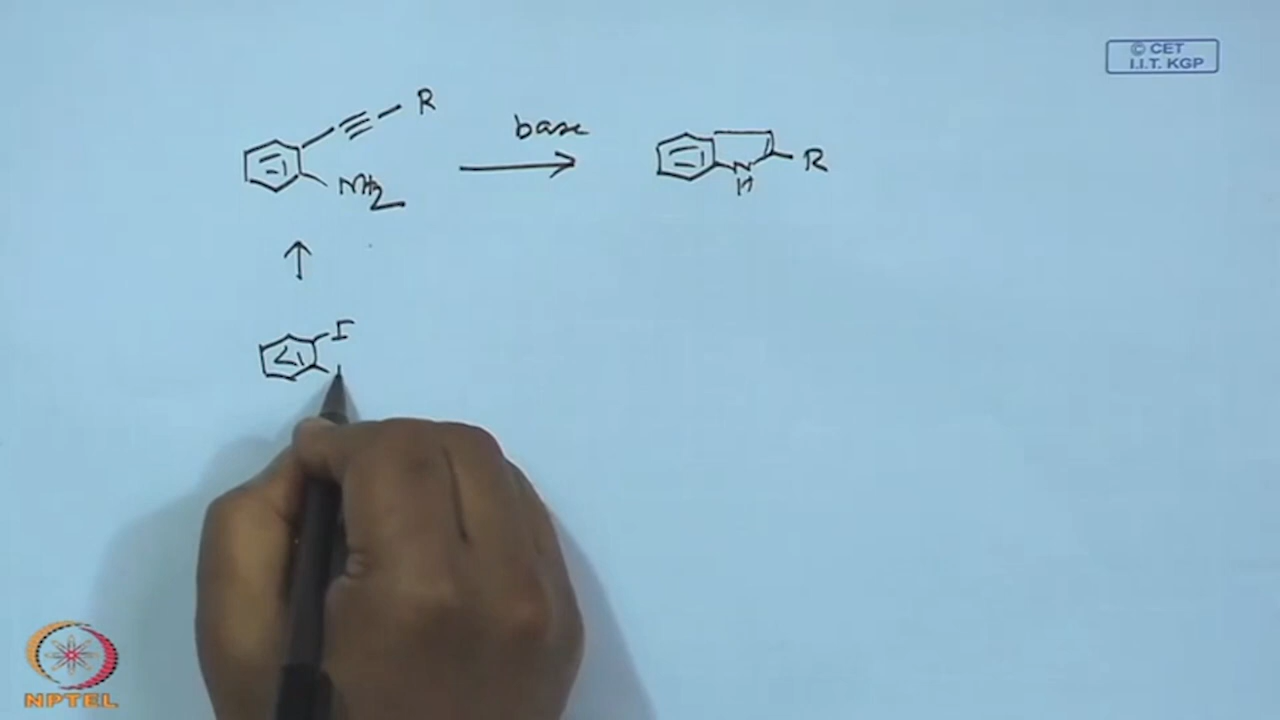 © CET
I.I.T. KGP
R
base
NH2
N
H
R
I
NPTEL